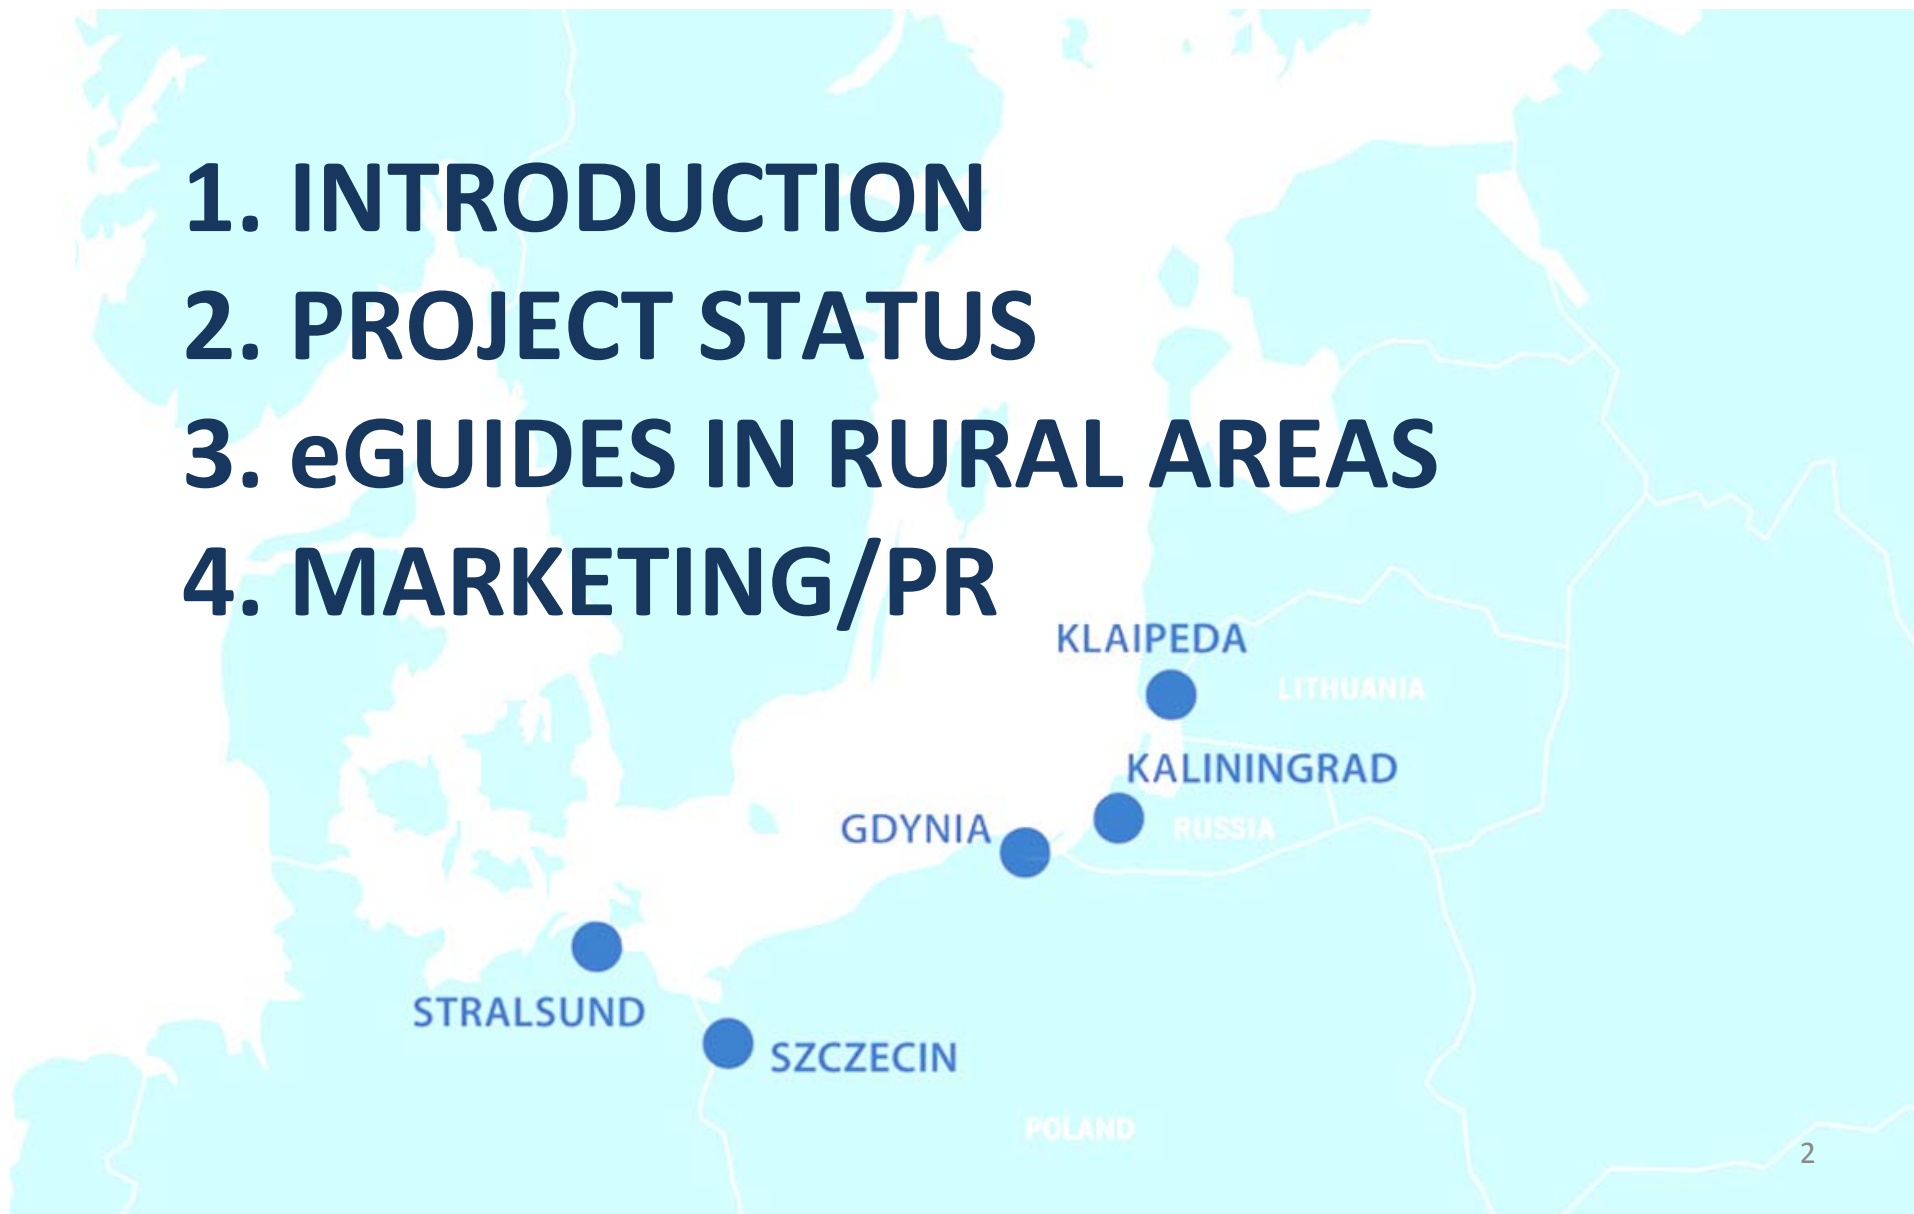 1. INTRODUCTION
2. PROJECT STATUS
3. eGUIDES IN RURAL AREAS
4. MARKETING/PR
KLAIPEDA
LITHUANIA
KALININGRAD
GDYNIA
RUSSIA
STRALSUND
SZCZECIN
POLAND
2